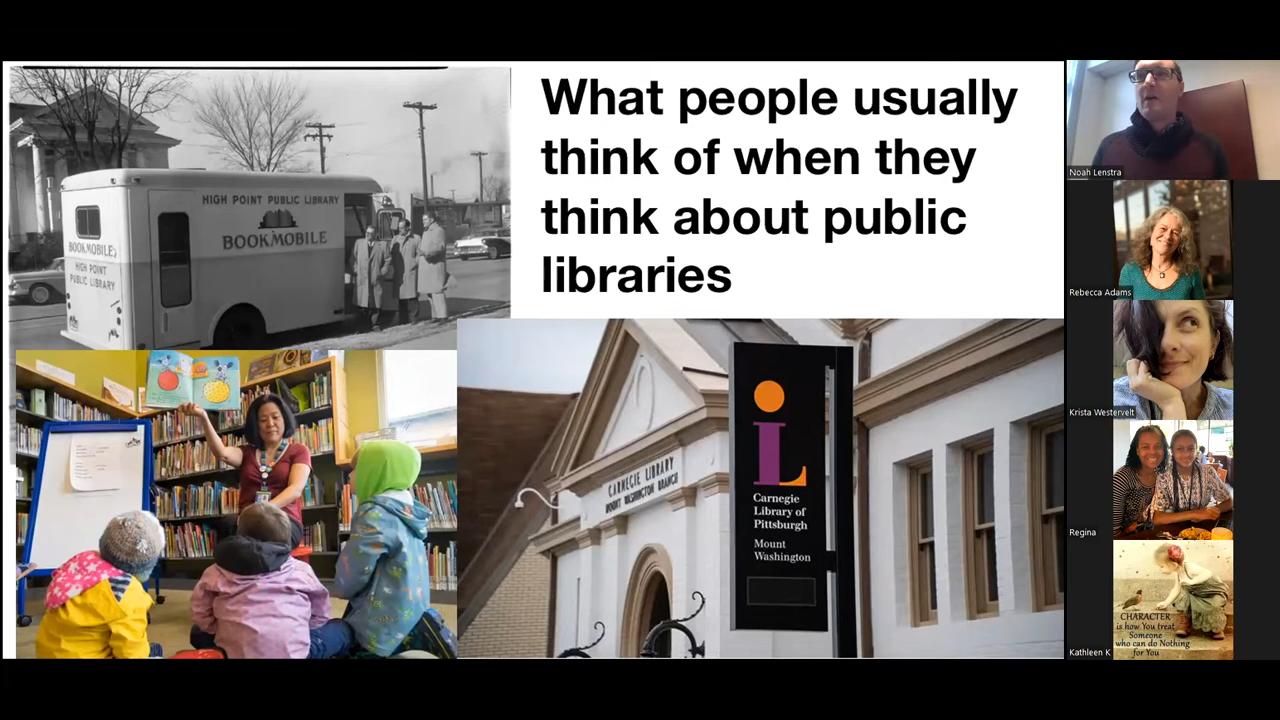 What people usually
think of when they
think about public
libraries
HIGH POINT PUBLIC LIBRARY
BOOKMOBILE
BOOKMOBILE
HIGH POINT
PUBLIC LIBRARY
CARNEGIE LIBRARY
MOUNT WASHINGTON BRANCH
Carnegie
Library of
Pittsburgh
Mount
Washington
Noah Lenstra
Rebecca Adams
Krista Westervelt
Regina
CHARACTER
is how You treat
Someone
who can do Nothing
for You
Kathleen K